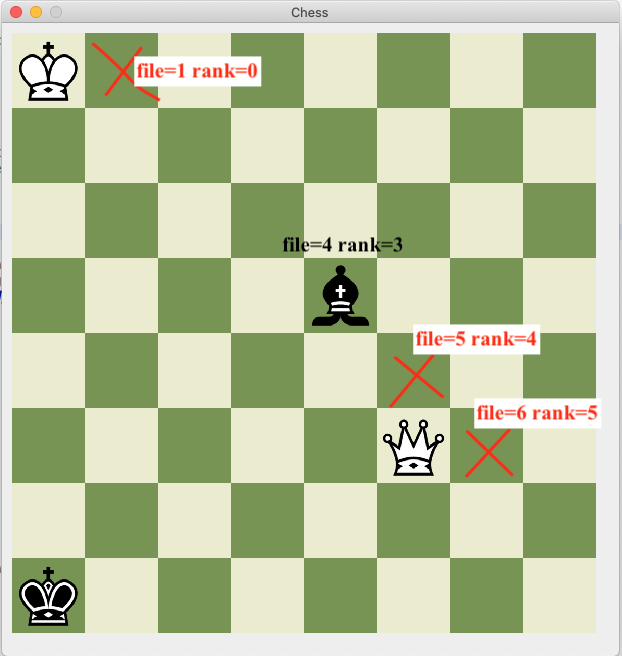 Chess
file=1 rank=0
file=4 rank=3
file=5 rank=4
file=6 rank=5